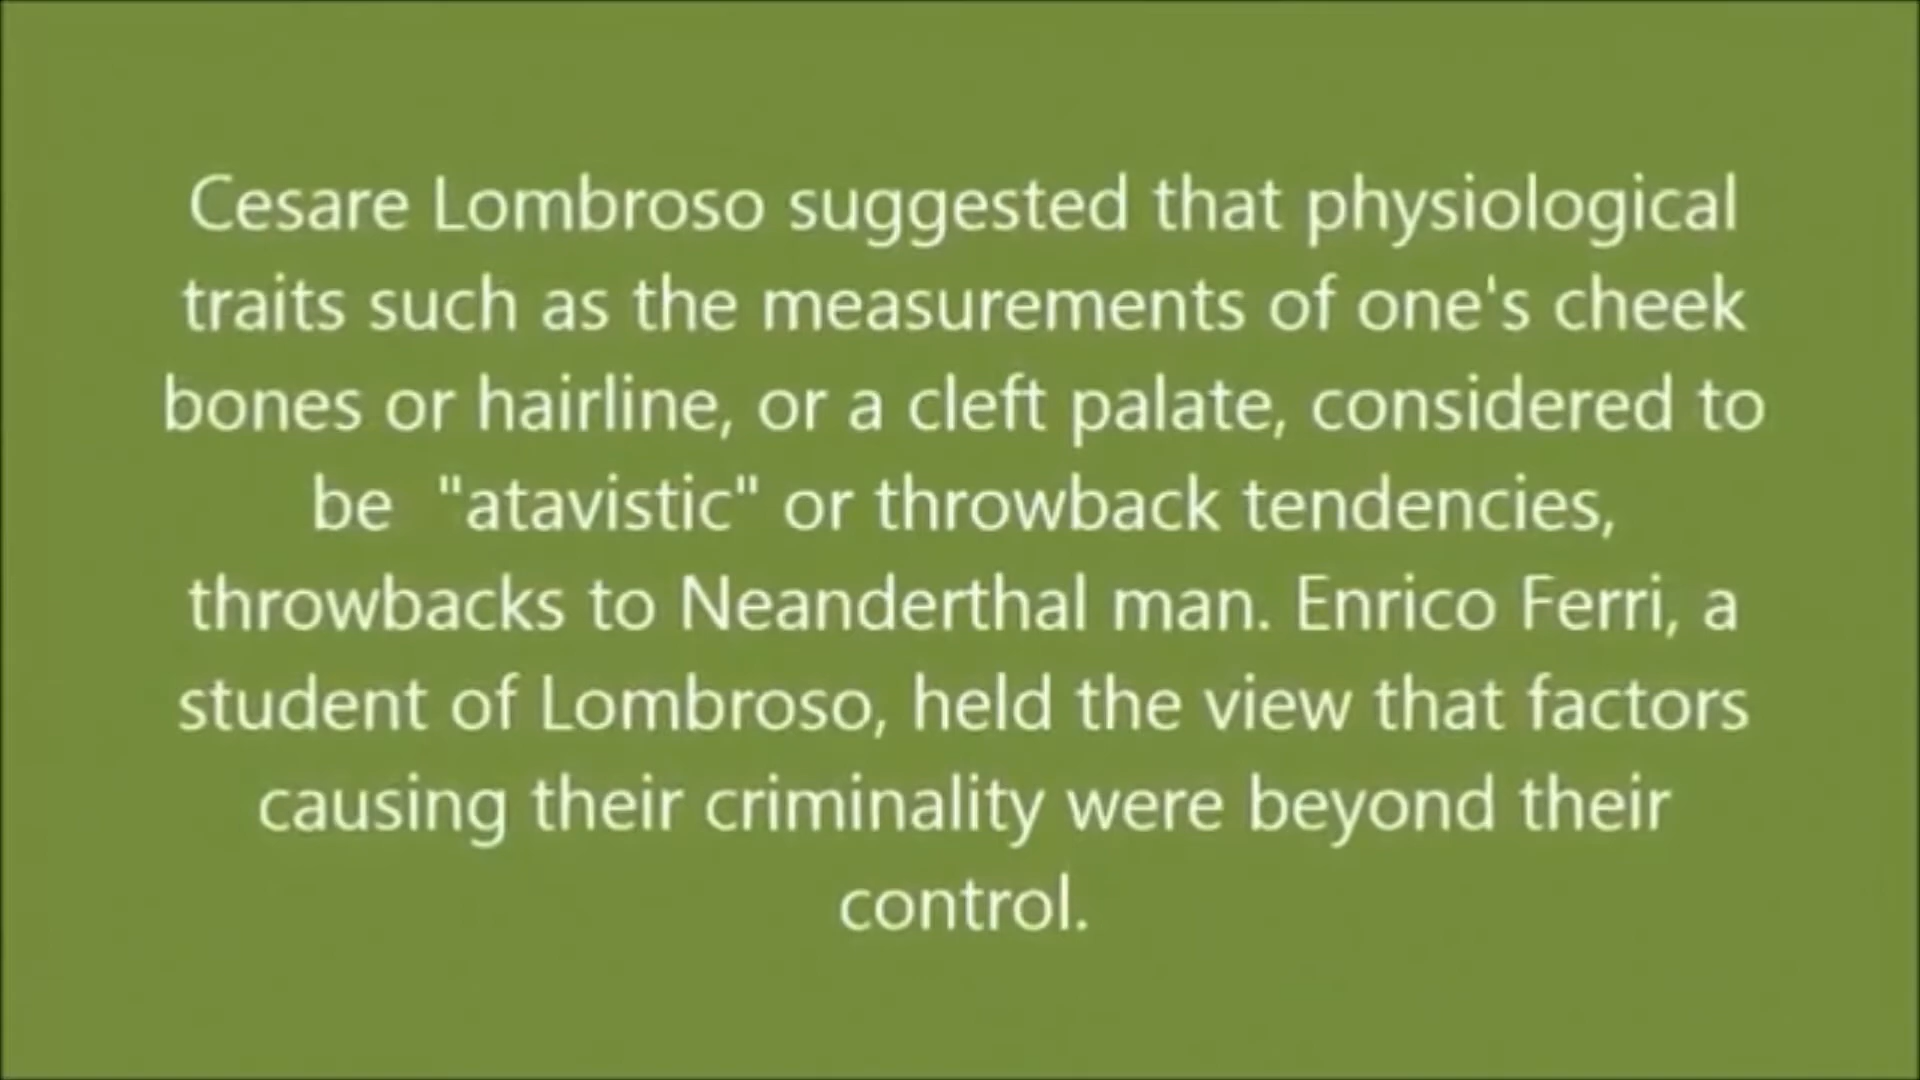 Cesare Lombroso suggested that physiological
traits such as the measurements of one's cheek
bones or hairline, or a cleft palate, considered to
be  "atavistic" or throwback tendencies,
throwbacks to Neanderthal man. Enrico Ferri, a
student of Lombroso, held the view that factors
causing their criminality were beyond their
control.